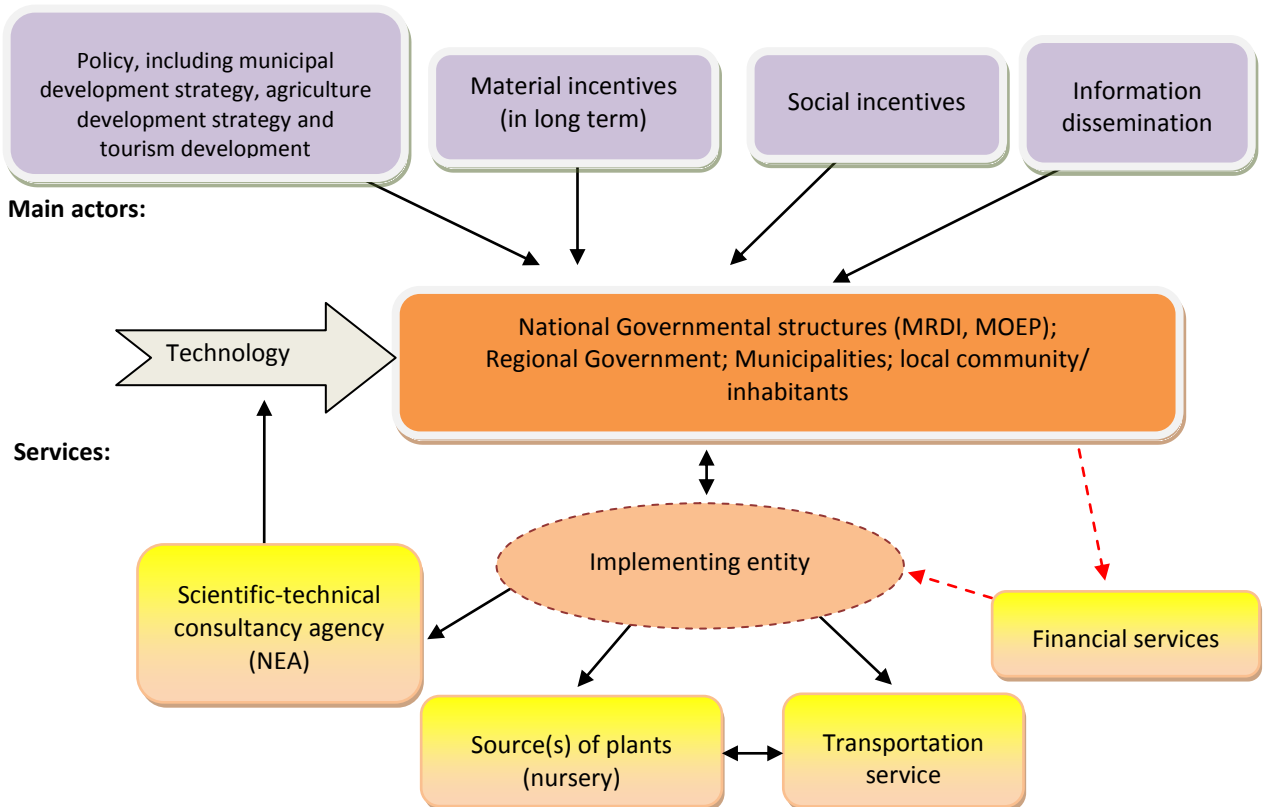 Policy, including municipal
development strategy, agriculture
development strategy and
tourism development
Material incentives
(in long term)
Social incentives
Information
dissemination
Main actors:
Technology
National Governmental structures (MRDI, MOEP);
Regional Government; Municipalities; local community/
inhabitants
Services:
Implementing entity
Scientific-technical
consultancy agency
(NEA)
Financial services
Source(s) of plants
(nursery)
Transportation
service